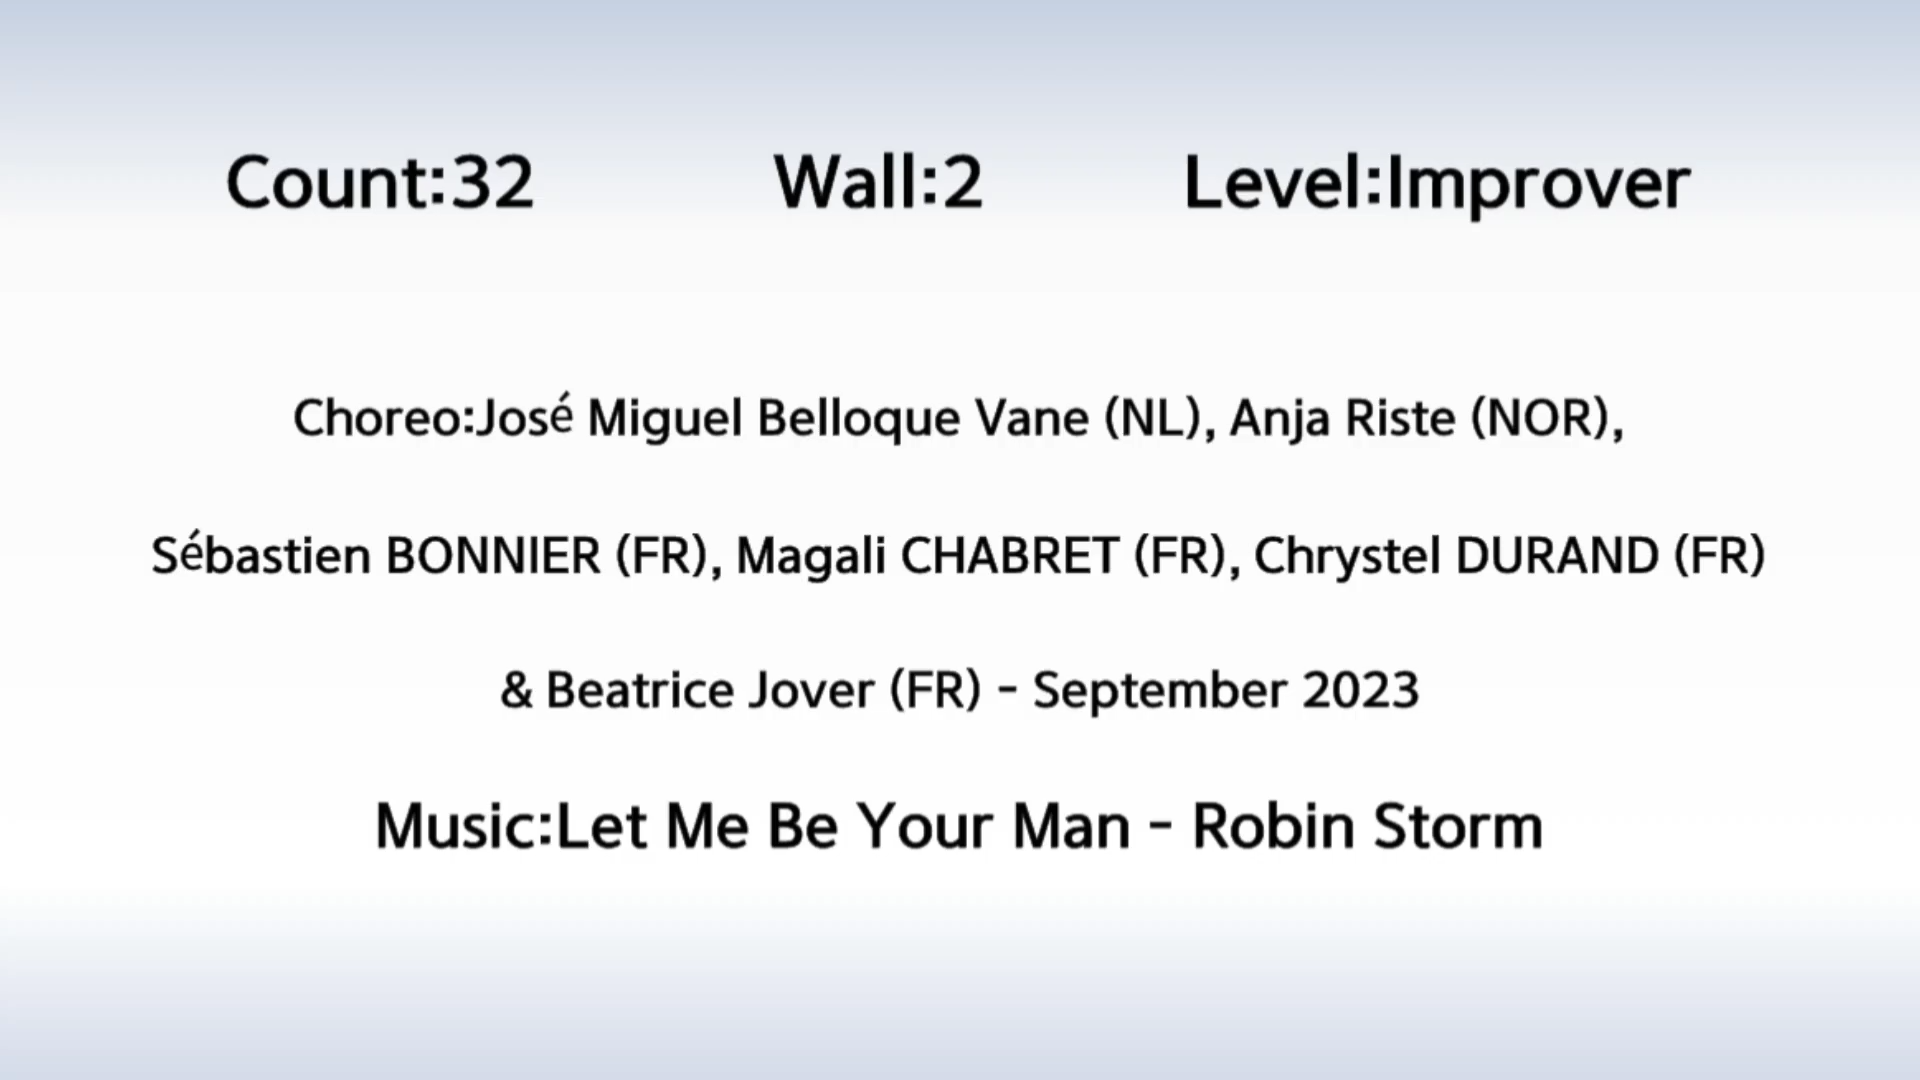 Count:32 Wall:2 Level:Improver
Choreo:José Miguel Belloque Vane (NL), Anja Riste (NOR),
Sébastien BONNIER (FR), Magali CHABRET (FR), Chrystel DURAND (FR)
& Beatrice Jover (FR) - September 2023
Music:Let Me Be Your Man - Robin Storm